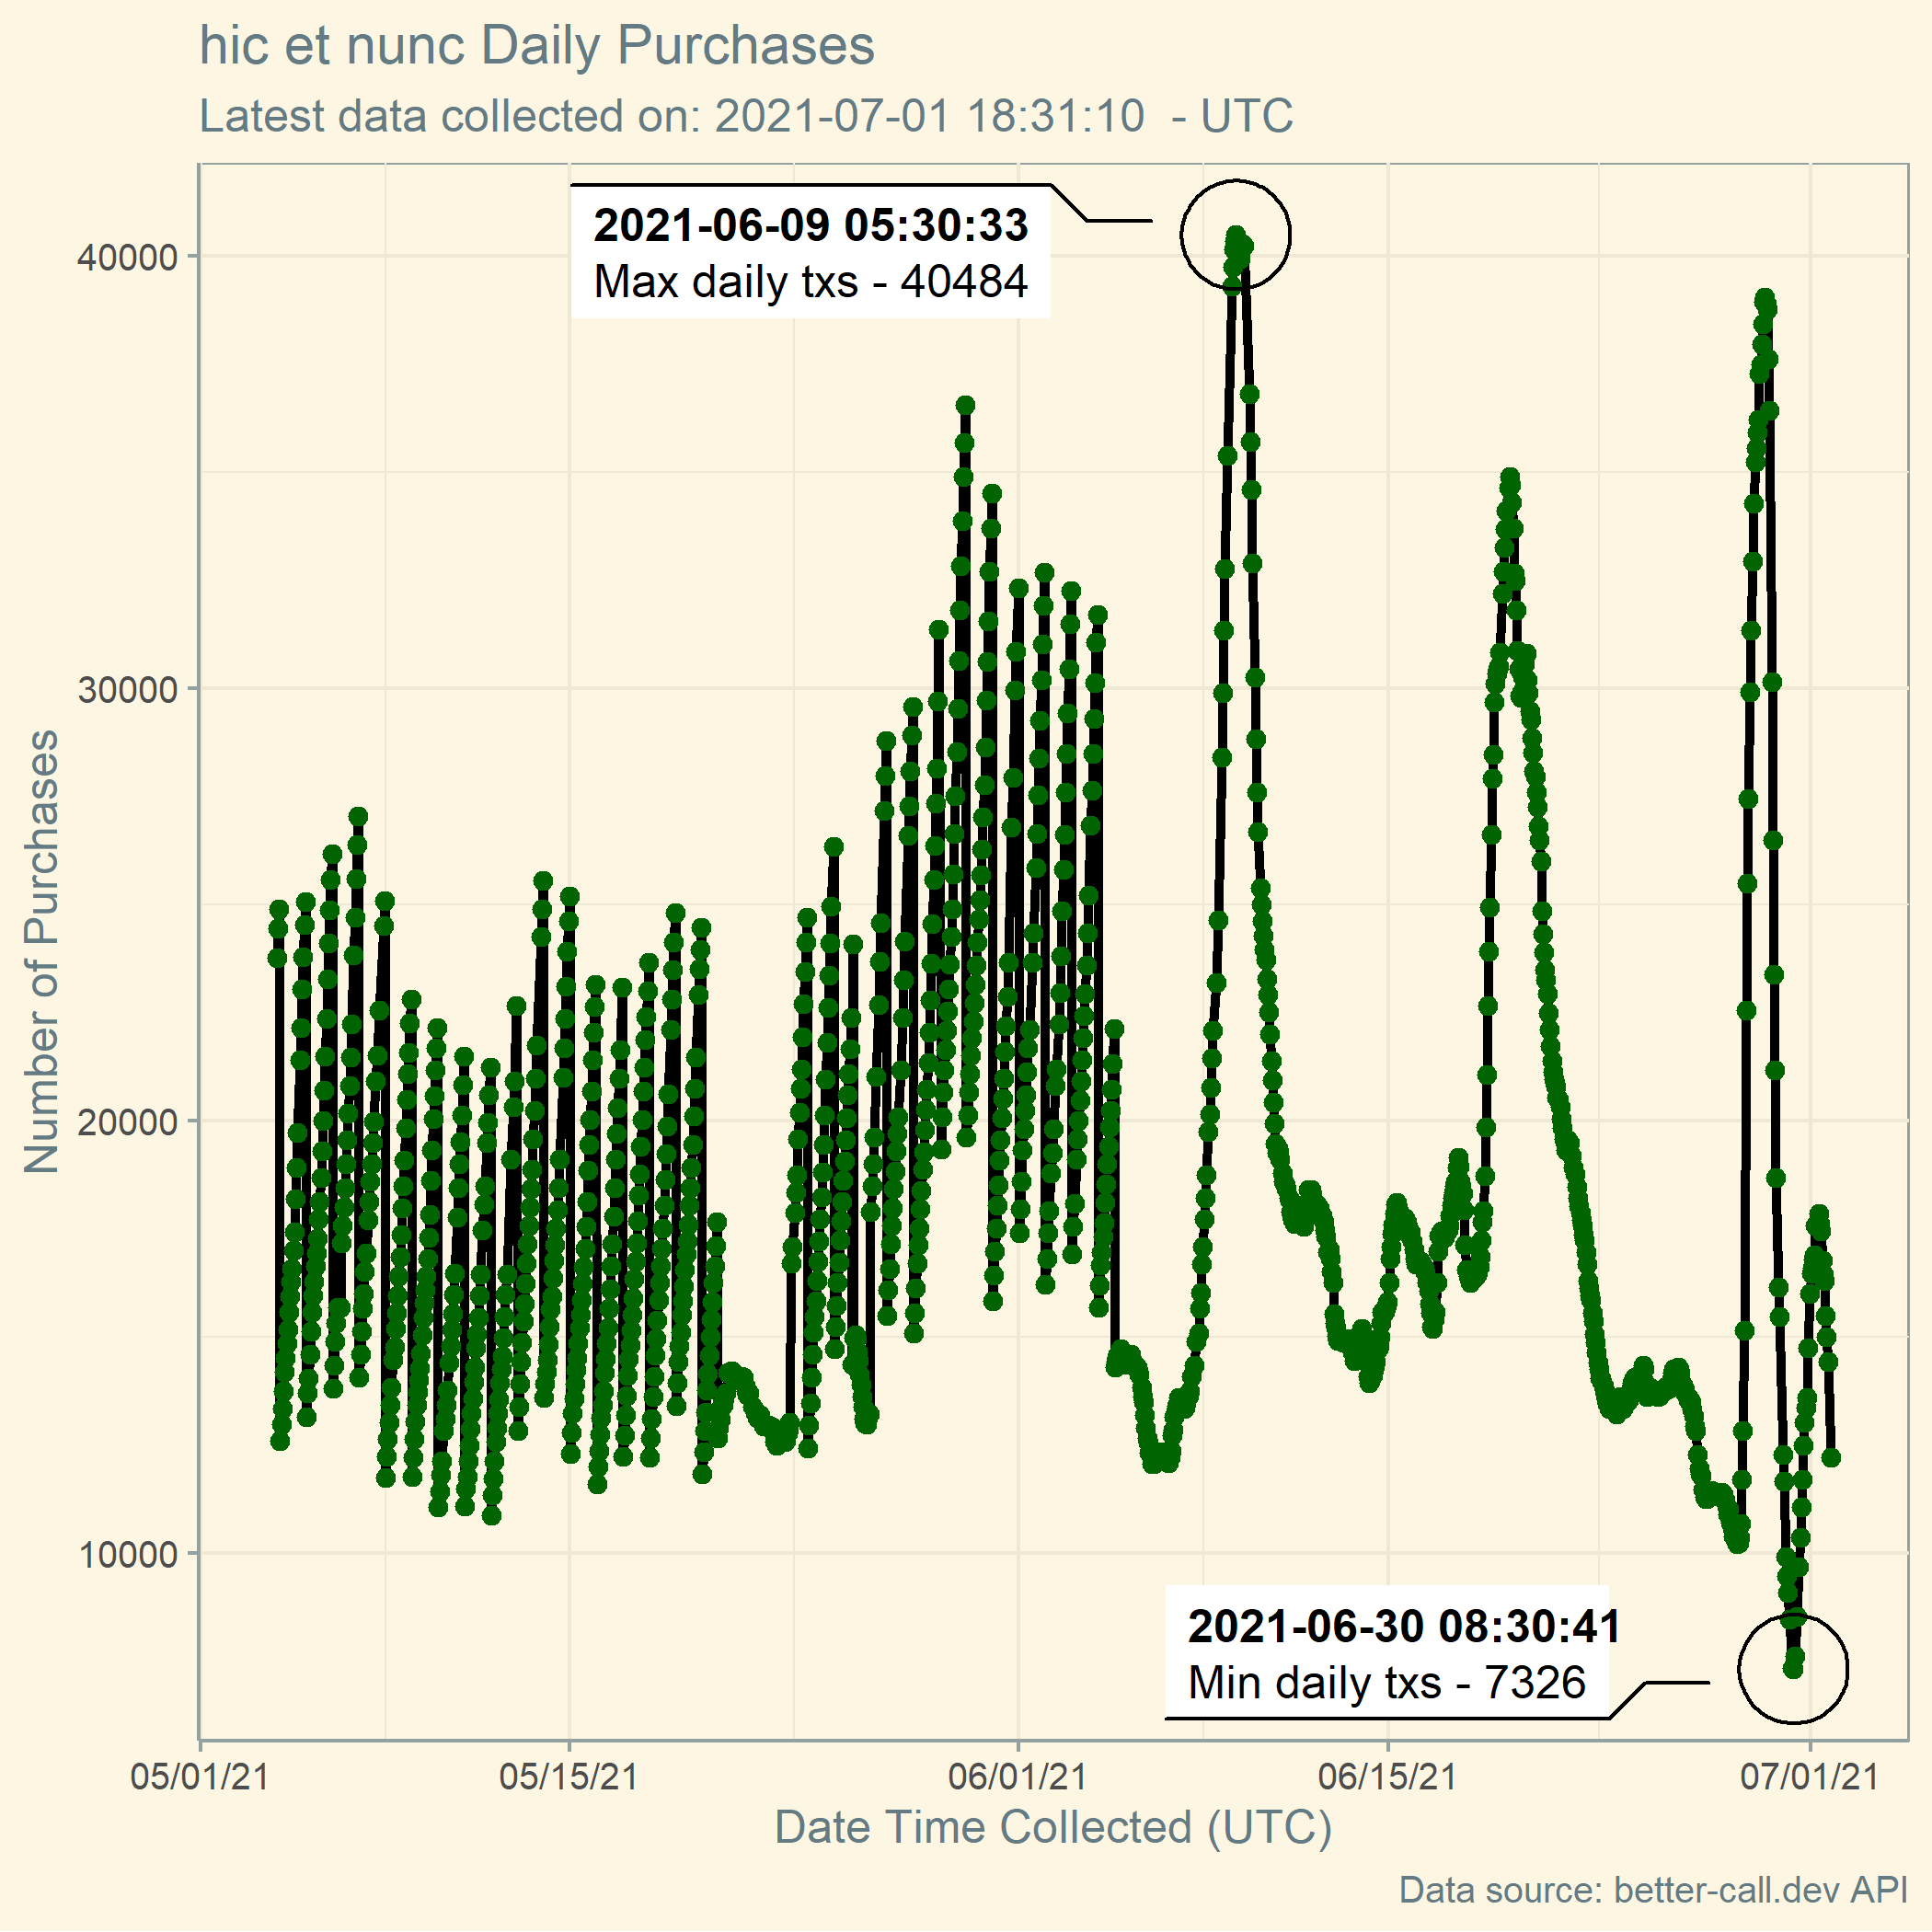 hic et nunc Daily Purchases
Latest data collected on: 2021-07-01 18:31:10  - UTC
2021-06-09 05:30:33
Max daily txs - 40484
40000
30000
20000
10000
Number of Purchases
2021-06-30 08:30:41
Min daily txs - 7326
05/01/21
05/15/21
06/01/21
06/15/21
07/01/21
Date Time Collected (UTC)
Data source: better-call.dev API